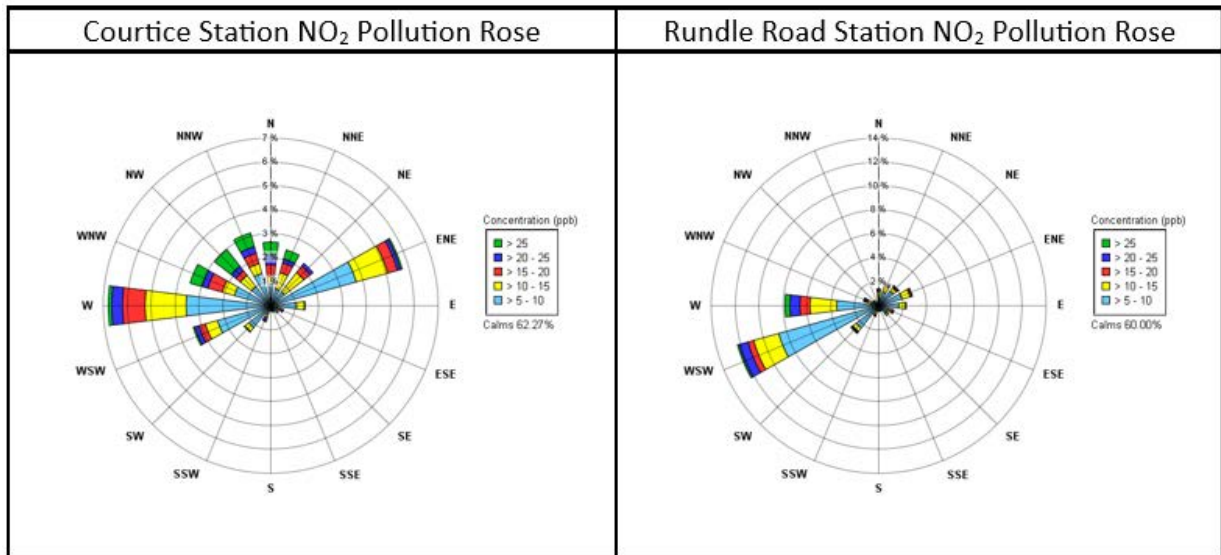 Courtice Station NO₂ Pollution Rose
Rundle Road Station NO₂ Pollution Rose
N
NNE
NE
ENE
E
ESE
SE
SSE
S
SSW
SW
WSW
W
WNW
NW
NNW
7 %
6 %
5 %
4 %
3 %
2 %
1 %
Concentration (ppb)
> 25
> 20 - 25
> 15 - 20
> 10 - 15
> 5 - 10
Calms 62.27%
N
NNE
NE
ENE
E
ESE
SE
SSE
S
SSW
SW
WSW
W
WNW
NW
NNW
14 %
12 %
10 %
8 %
6 %
4 %
2 %
Concentration (ppb)
> 25
> 20 - 25
> 15 - 20
> 10 - 15
> 5 - 10
Calms 60.00%